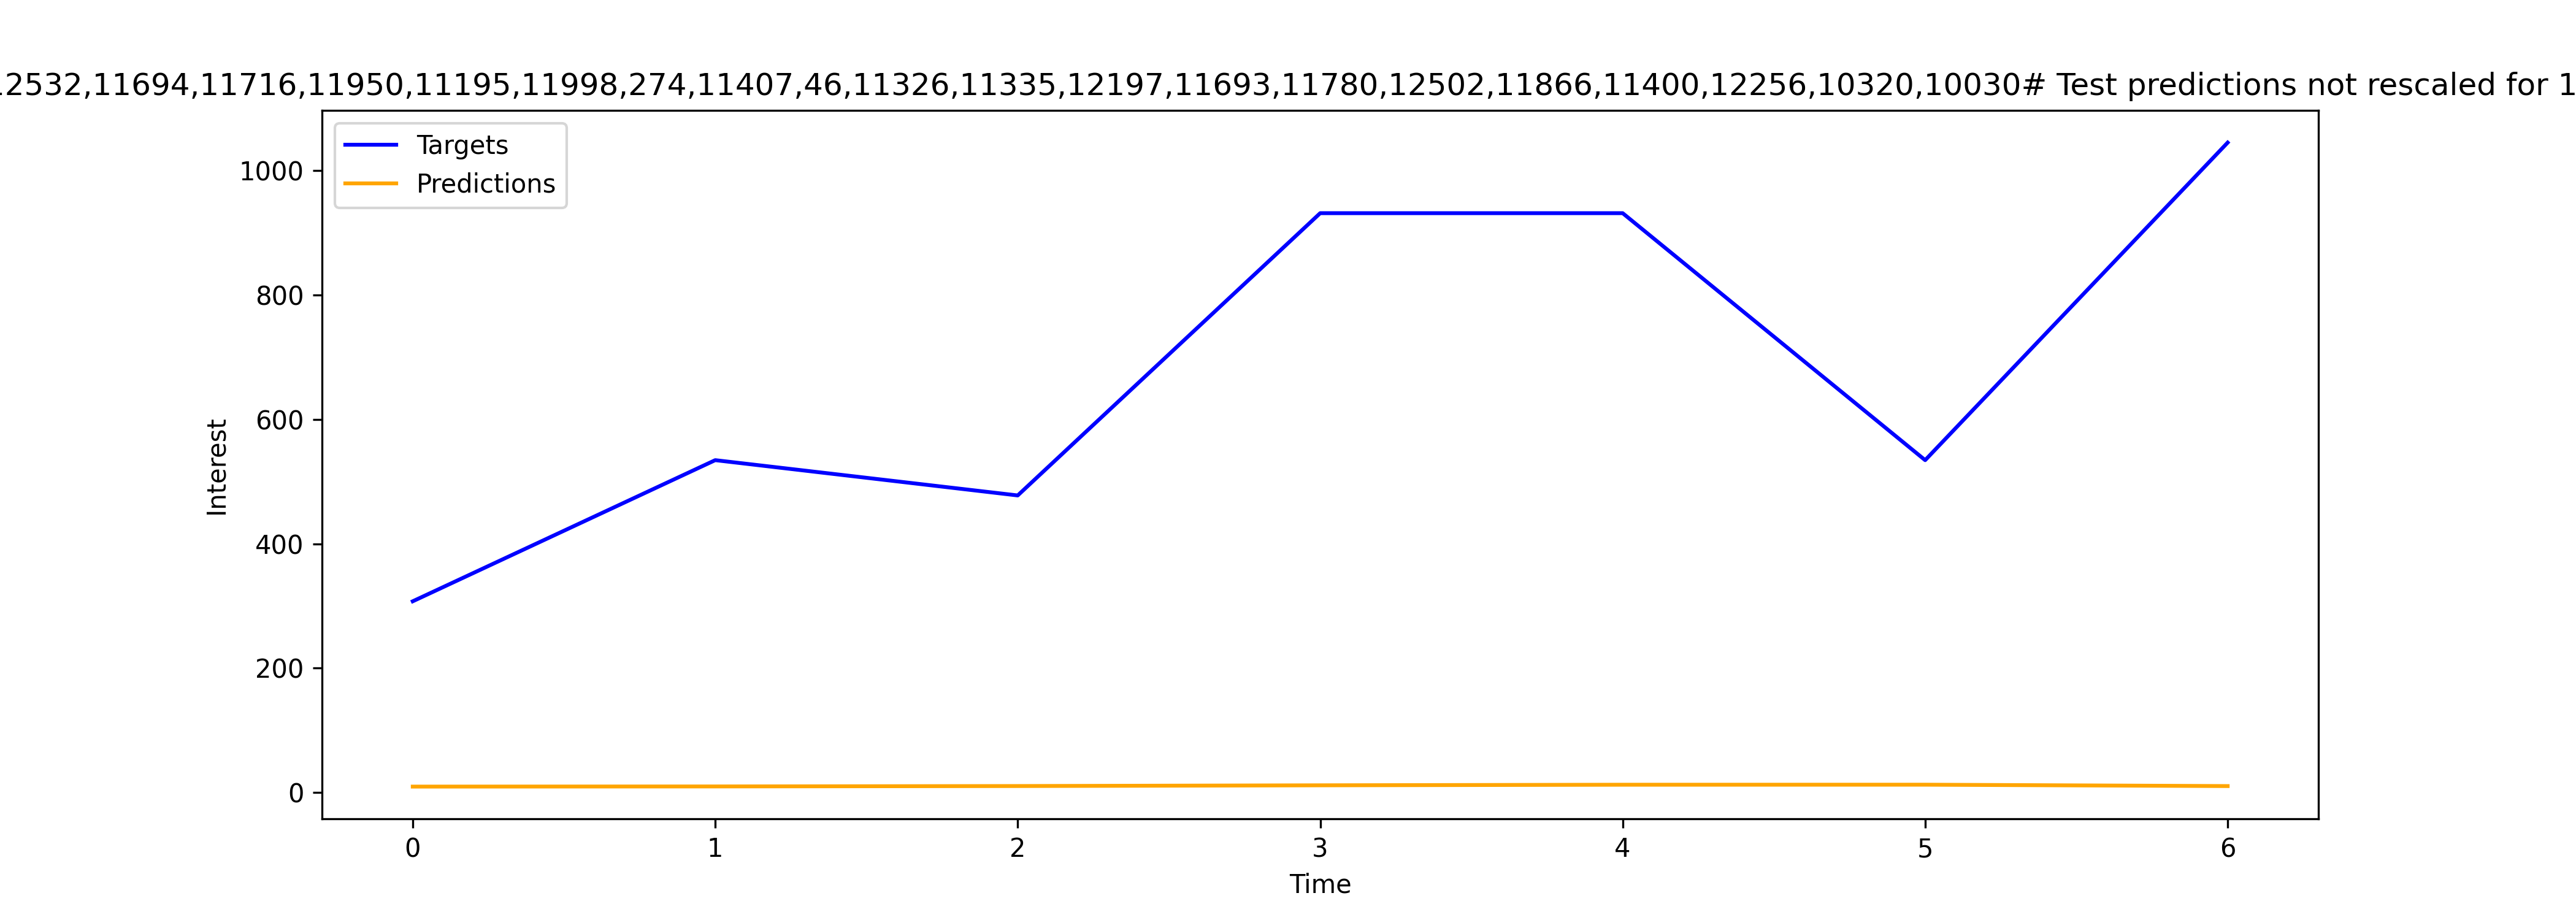 2532,11694,11716,11950,11195,11998,274,11407,46,11326,11335,12197,11693,11780,12502,11866,11400,12256,10320,10030# Test predictions not rescaled for 1
Targets
Predictions
1000
800
600
400
200
0
Interest
0 1 2 3 4 5 6
Time